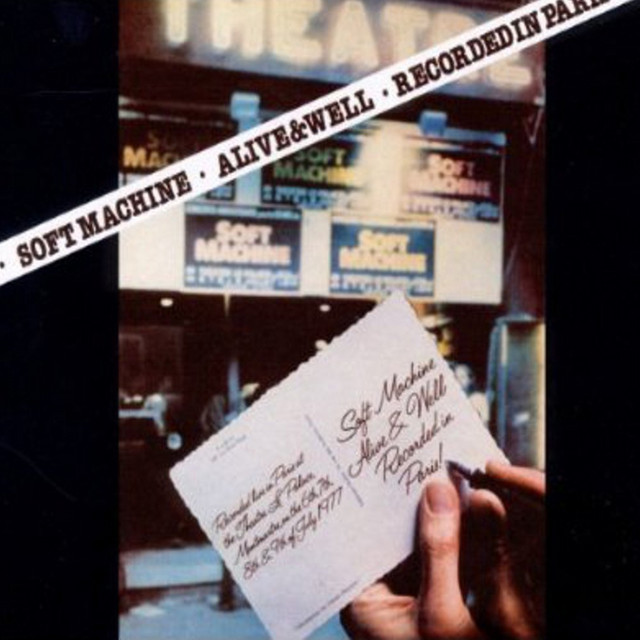 THEATRE
· SOFT MACHINE · ALIVE&WELL · RECORDED IN PARIS
SOFT
MACHINE
SOFT
MACHINE
SOFT
MACHINE
SOFT
MACHINE
SOFT
MACHINE
Soft Machine
Alive & Well
Recorded in
Paris!
Recorded live in Paris at
the Theatre Le Palace,
Montmartre on the 6th, 7th,
8th & 9th of July, 1977